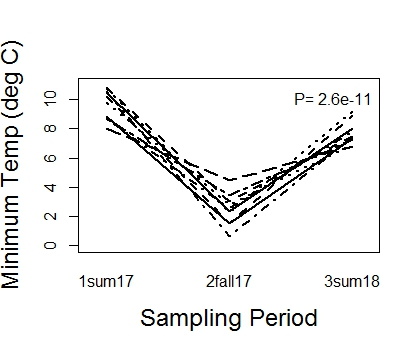 Minimum Temp (deg C)
10
8
6
4
2
0
P= 2.6e-11
1sum17 2fall17 3sum18
Sampling Period